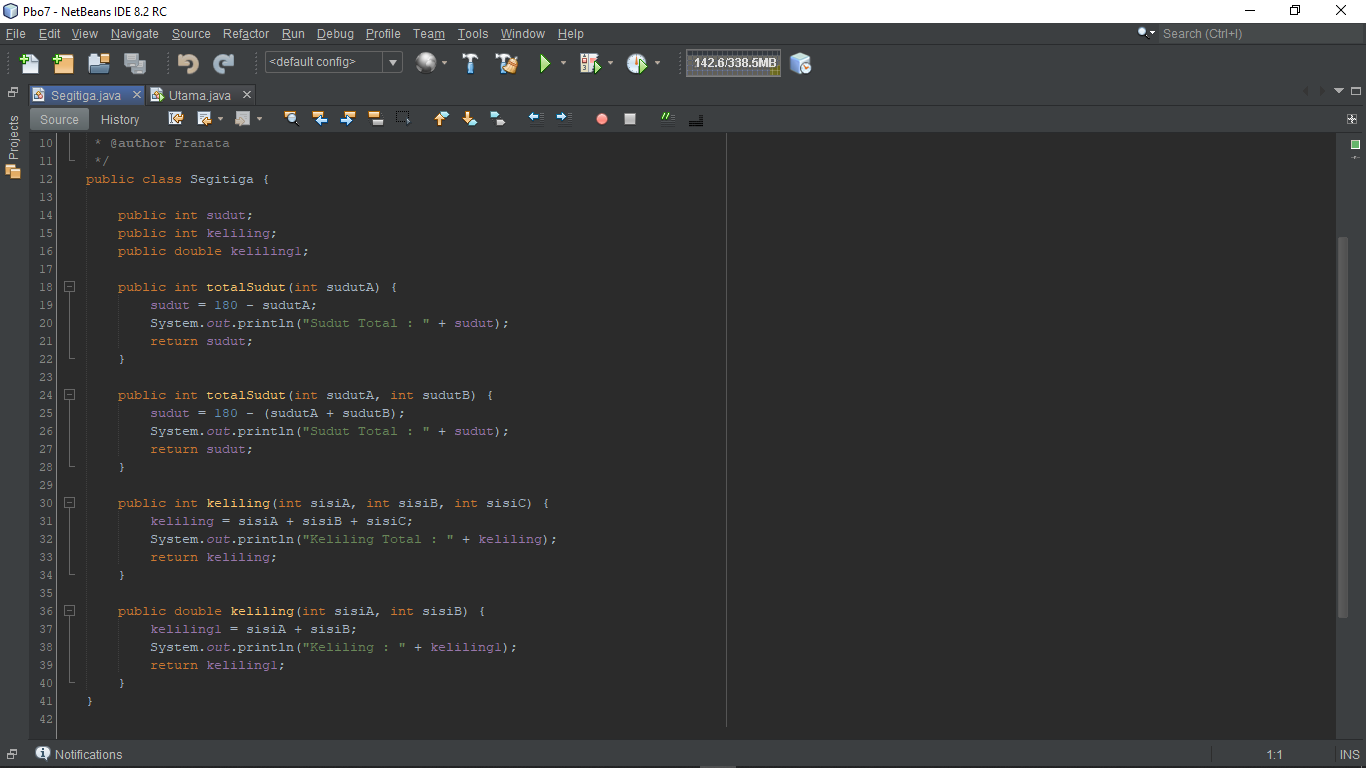 Pbo7 - NetBeans IDE 8.2 RC
File Edit View Navigate Source Refactor Run Debug Profile Team Tools Window Help
Search (Ctrl+I)
<default config>
142.6/338.5MB
Segitiga.java Utama.java
Projects
Source History
10 * @author Pranata
11 */
12 public class Segitiga {
13
14 public int sudut;
15 public int keliling;
16 public double keliling1;
17
18 public int totalSudut(int sudutA) {
19 sudut = 180 - sudutA;
20 System.out.println("Sudut Total : " + sudut);
21 return sudut;
22 }
23
24 public int totalSudut(int sudutA, int sudutB) {
25 sudut = 180 - (sudutA + sudutB);
26 System.out.println("Sudut Total : " + sudut);
27 return sudut;
28 }
29
30 public int keliling(int sisiA, int sisiB, int sisiC) {
31 keliling = sisiA + sisiB + sisiC;
32 System.out.println("Keliling Total : " + keliling);
33 return keliling;
34 }
35
36 public double keliling(int sisiA, int sisiB) {
37 keliling1 = sisiA + sisiB;
38 System.out.println("Keliling : " + keliling1);
39 return keliling1;
40 }
41 }
42
Notifications
1:1 INS